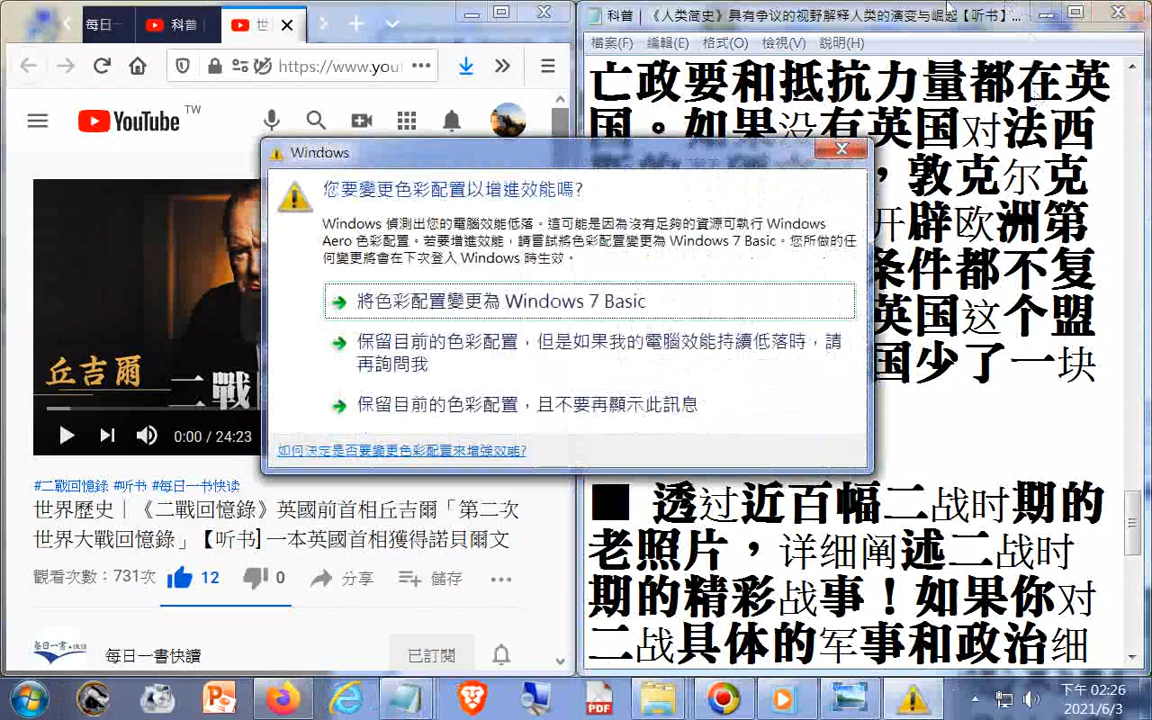 每日一
科普
世
科普｜《人类简史》具有争议的视野解释人类的演变与崛起【听书】...
https://www.you
YouTube TW
檔案(F) 編輯(E) 格式(O) 檢視(V) 說明(H)
丘吉爾
二戰
0:00 / 24:23
#二戰回憶錄 #听书 #每日一书快读
世界歷史｜《二戰回憶錄》英國前首相丘吉爾「第二次
世界大戰回憶錄」【听书] 一本英國首相獲得諾貝爾文
觀看次數：731次
12
0
分享
儲存
每日一書快讀
每日一書快讀
已訂閱
Windows
您要變更色彩配置以增進效能嗎?
Windows 偵測出您的電腦效能低落。這可能是因為沒有足夠的資源可執行 Windows
Aero 色彩配置。若要增進效能，請嘗試將色彩配置變更為 Windows 7 Basic。您所做的任
何變更將會在下次登入 Windows 時生效。
將色彩配置變更為 Windows 7 Basic
保留目前的色彩配置，但是如果我的電腦效能持續低落時，請
再詢問我
保留目前的色彩配置，且不要再顯示此訊息
如何決定是否要變更色彩配置來增強效能?
亡政要和抵抗力量都在英
国。如果没有英国对法西
，敦克尔克
开辟欧洲第
条件都不复
英国这个盟
国少了一块
■ 透过近百幅二战时期的
老照片，详细阐述二战时
期的精彩战事！如果你对
二战具体的军事和政治细
PDF
下午 02:26
2021/6/3